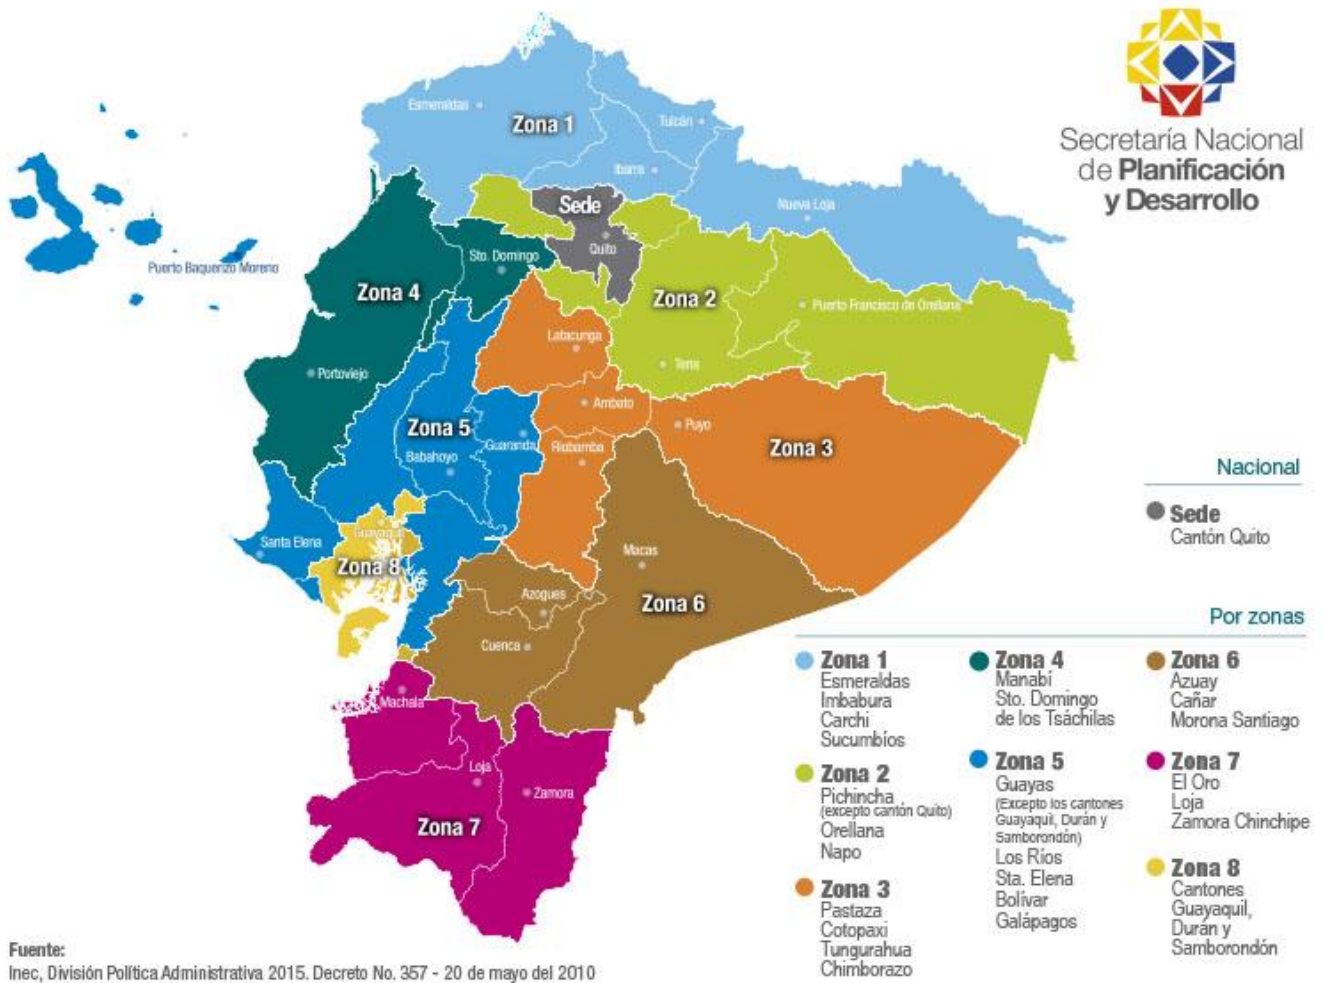 Secretaría Nacional
de Planificación
y Desarrollo
Esmeraldas
Zona 1
Tulcán
Ibarra
Sede
Nueva Loja
Quito
Puerto Baquerizo Moreno
Sto. Domingo
Zona 4
Zona 2
Puerto Francisco de Orellana
Latacunga
Tena
Portoviejo
Ambato
Puyo
Zona 5
Guaranda
Riobamba
Zona 3
Babahoyo
Guayaquil
Santa Elena
Zona 8
Macas
Azogues
Zona 6
Cuenca
Machala
Loja
Zamora
Zona 7
Nacional
Sede
Cantón Quito
Por zonas
Zona 1
Esmeraldas
Imbabura
Carchi
Sucumbíos
Zona 2
Pichincha
(excepto cantón Quito)
Orellana
Napo
Zona 3
Pastaza
Cotopaxi
Tungurahua
Chimborazo
Zona 4
Manabí
Sto. Domingo
de los Tsáchilas
Zona 5
Guayas
(Excepto los cantones
Guayaquil, Durán y
Samborondón)
Los Ríos
Sta. Elena
Bolívar
Galápagos
Zona 6
Azuay
Cañar
Morona Santiago
Zona 7
El Oro
Loja
Zamora Chinchipe
Zona 8
Cantones
Guayaquil,
Durán y
Samborondón
Fuente:
Inec, División Política Administrativa 2015. Decreto No. 357 - 20 de mayo del 2010